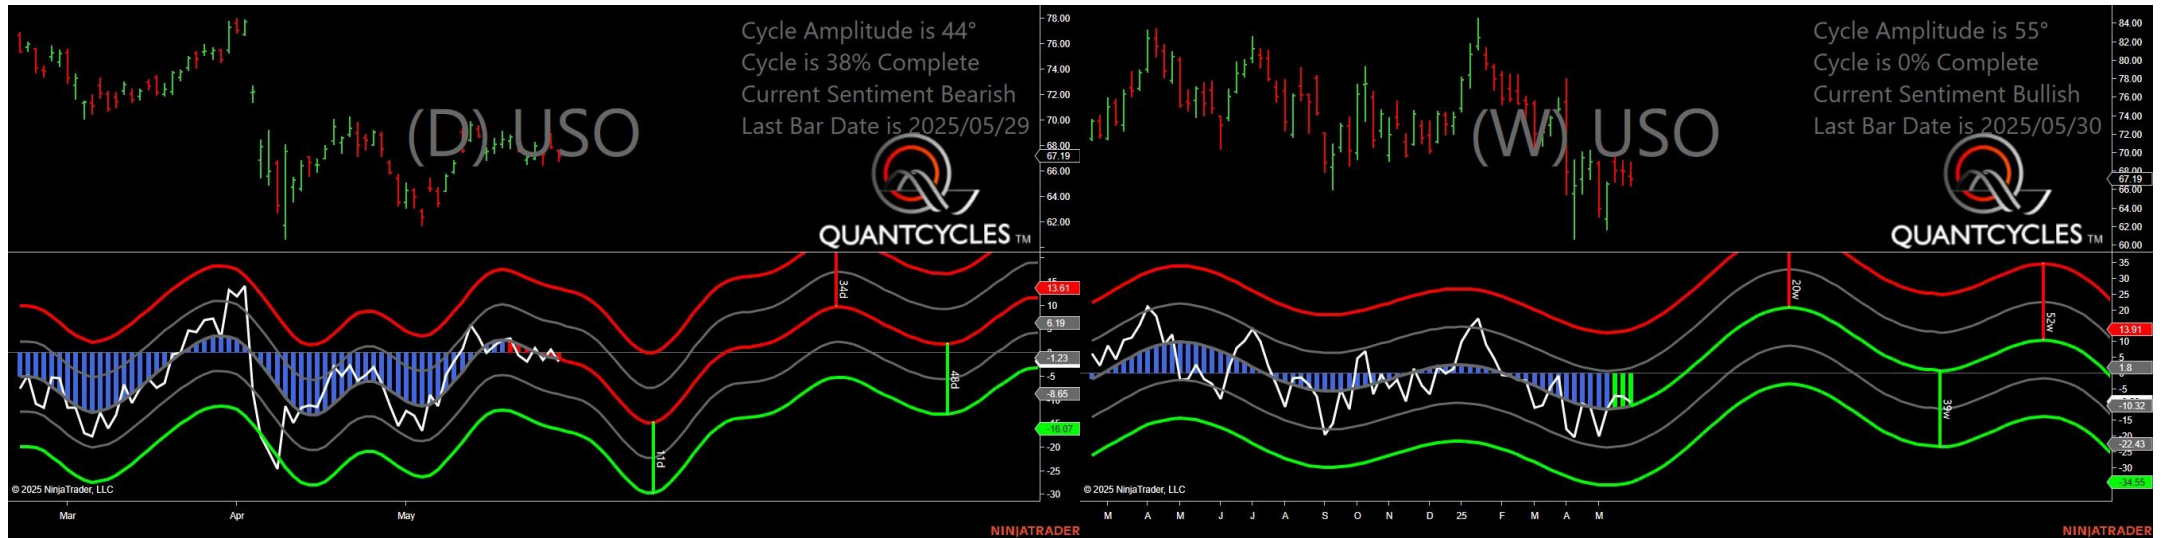 Cycle Amplitude is 44°
Cycle is 38% Complete
Current Sentiment Bearish
Last Bar Date is 2025/05/29
(D) USO
QUANTCYCLES TM
78.00
76.00
74.00
72.00
70.00
68.00
67.19
66.00
64.00
62.00
34d
48d
11d
15
13.61
10
6.19
0
-1.23
-5
-8.65
-16.07
-20
-25
-30
© 2025 NinjaTrader, LLC
Mar Apr May
NINJATRADER
Cycle Amplitude is 55°
Cycle is 0% Complete
Current Sentiment Bullish
Last Bar Date is 2025/05/30
(W) USO
QUANTCYCLES TM
84.00
82.00
80.00
78.00
76.00
74.00
72.00
70.00
68.00
67.19
66.00
64.00
62.00
60.00
20w
52w
39w
35
30
25
20
13.91
10
5
1.8
-5
-10.32
-15
-22.43
-25
-30
-34.55
© 2025 NinjaTrader, LLC
M A M J J A S O N D 25 F M A M
NINJATRADER